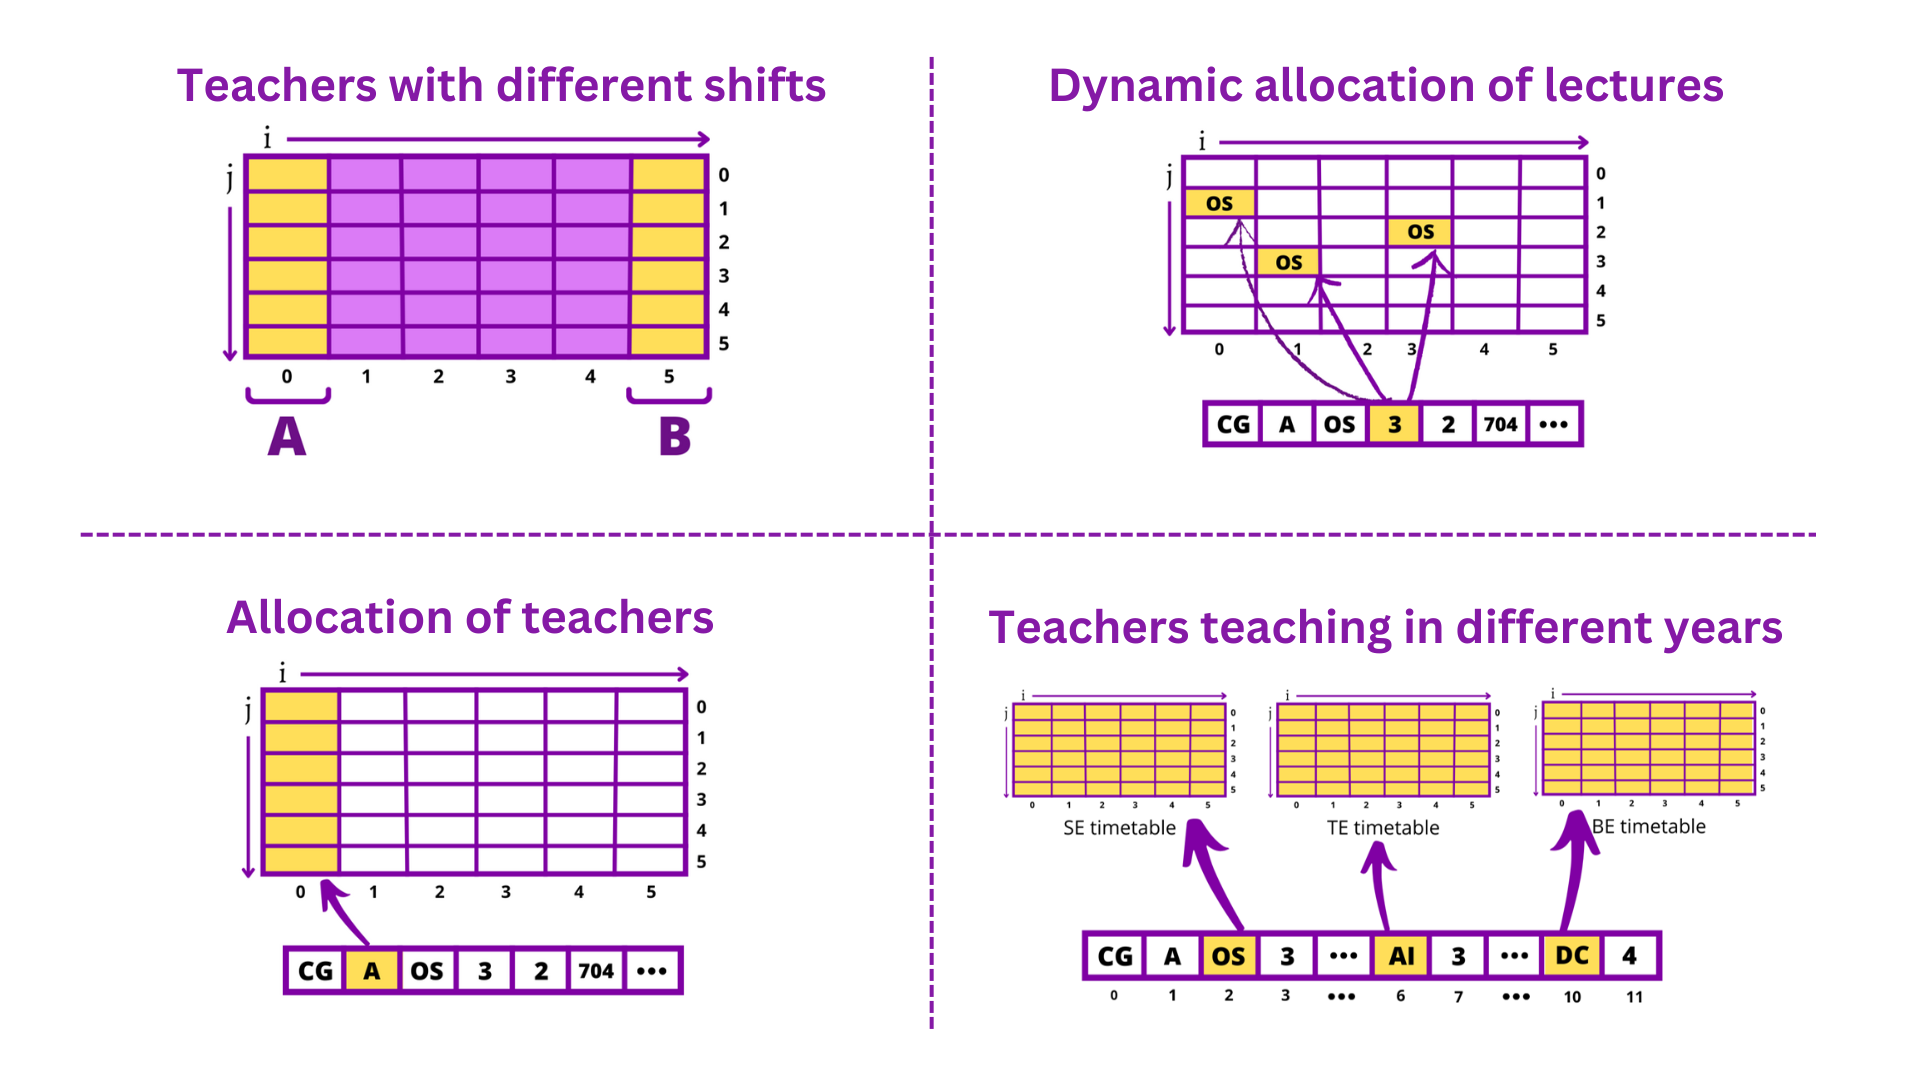 Teachers with different shifts
i
j
0
1
2
3
4
5
0 1 2 3 4 5
A B
Dynamic allocation of lectures
i
j
0
OS 1
OS 2
OS 3
4
5
0 1 2 3 4 5
CG A OS 3 2 704 •••
Allocation of teachers
i
j
0
1
2
3
4
5
0 1 2 3 4 5
CG A OS 3 2 704 •••
Teachers teaching in different years
i
j
0
1
2
3
4
5
0 1 2 3 4 5
SE timetable
i
j
0
1
2
3
4
5
0 1 2 3 4 5
TE timetable
i
j
0
1
2
3
4
5
0 1 2 3 4 5
BE timetable
CG A OS 3 ••• AI 3 ••• DC 4
0 1 2 3 ••• 6 7 ••• 10 11